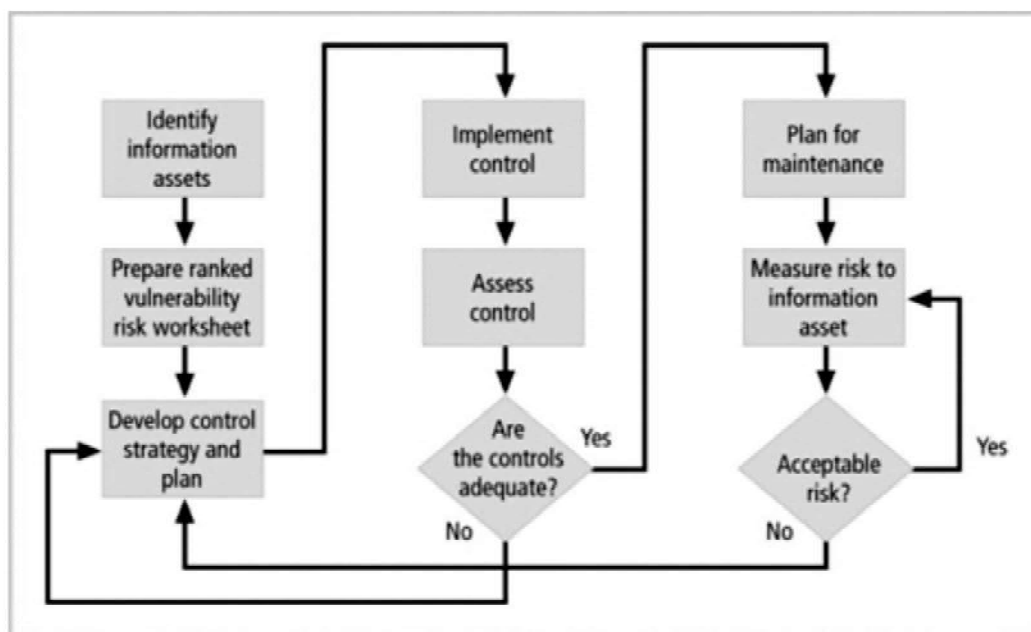 Identify
information
assets
Prepare ranked
vulnerability
risk worksheet
Develop control
strategy and
plan
Implement
control
Assess
control
Are
the controls
adequate?
Yes
No
Plan for
maintenance
Measure risk to
information
asset
Acceptable
risk?
Yes
No